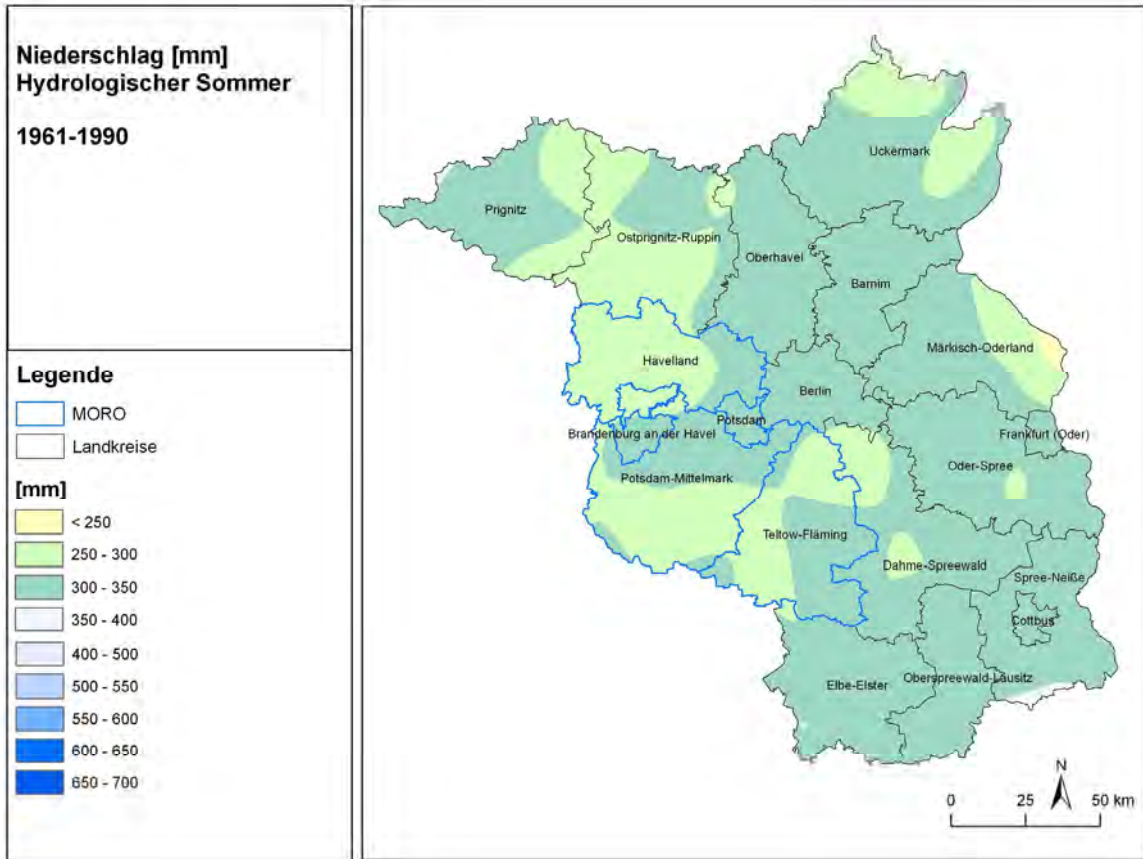 Niederschlag [mm]
Hydrologischer Sommer
1961-1990
Legende
MORO
Landkreise
[mm]
< 250
250 - 300
300 - 350
350 - 400
400 - 500
500 - 550
550 - 600
600 - 650
650 - 700
Uckermark
Prignitz
Ostprignitz-Ruppin
Oberhavel
Barnim
Märkisch-Oderland
Havelland
Berlin
Potsdam
Brandenburg an der Havel
Frankfurt (Oder)
Oder-Spree
Potsdam-Mittelmark
Teltow-Fläming
Dahme-Spreewald
Spree-Neiße
Cottbus
Elbe-Elster
Oberspreewald-Lausitz
N
0 25 50 km